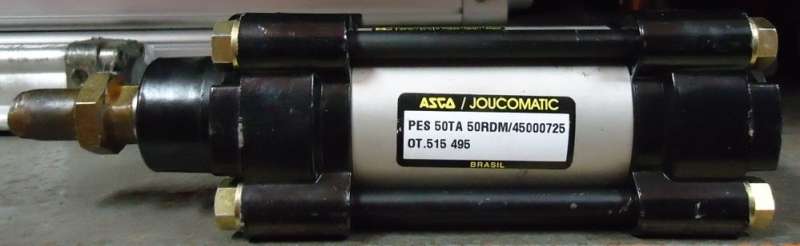 ASCO / JOUCOMATIC
PES 50TA 50RDM/45000725
OT.515 495
BRASIL